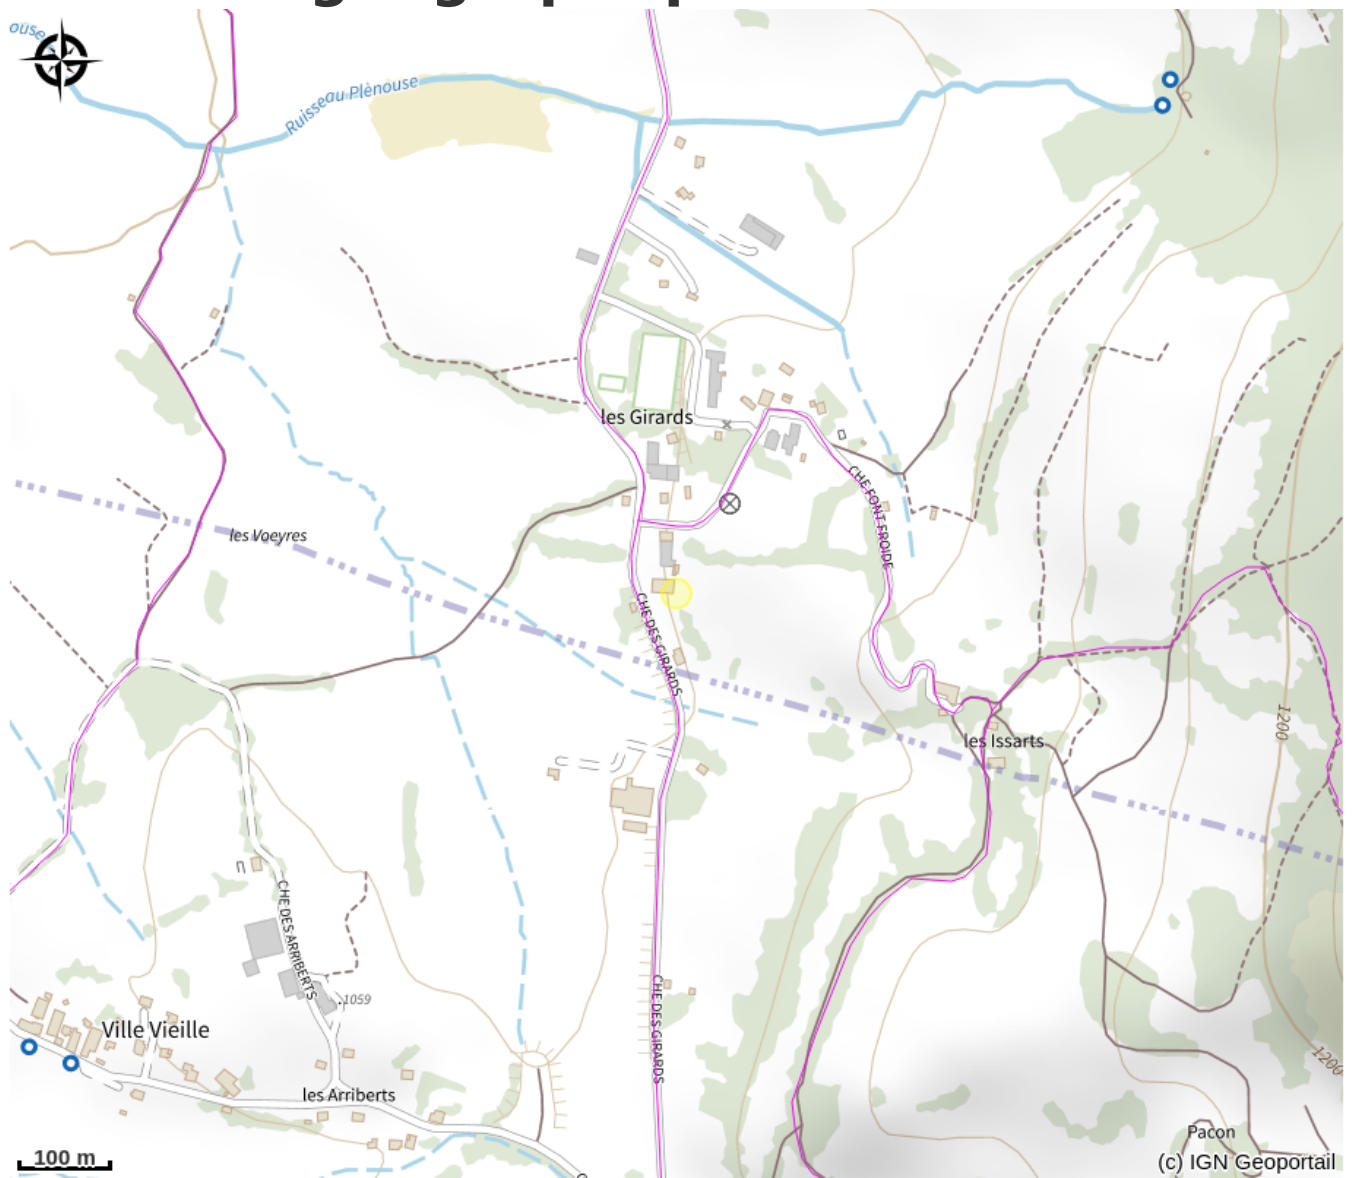 ouse
Ruisseau Plènouse
les Girards
CHE FONT FROIDE
les Voeyres
CHE DES GIRARDS
1200
les Issarts
CHE DES ARRIBERTS
.1059
CHE DES GIRARDS
Ville Vieille
1200
les Arriberts
Pacon
100 m
(c) IGN Geoportail